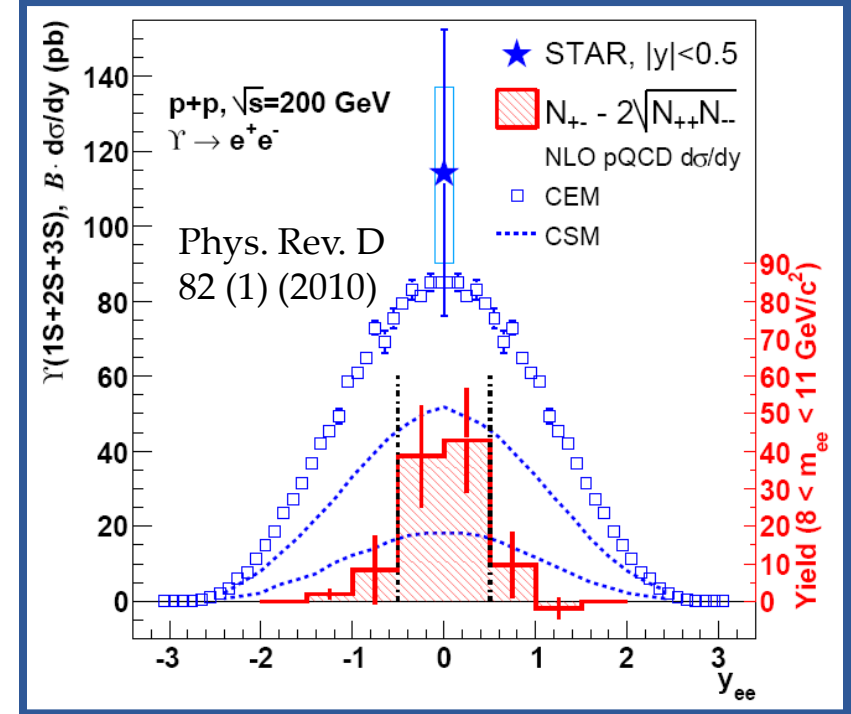 ϒ(1S+2S+3S), B· dσ/dy (pb)
140
120
100
80
60
40
20
0
p+p, √s=200 GeV
ϒ → e⁺e⁻
Phys. Rev. D
82 (1) (2010)
STAR, |y|<0.5
N₊₋ - 2√N₊₊N₋₋
NLO pQCD dσ/dy
CEM
CSM
90
80
70
60
50
40
30
20
10
0
Yield (8 < m_ee < 11 GeV/c²)
-3 -2 -1 0 1 2 3
y_ee